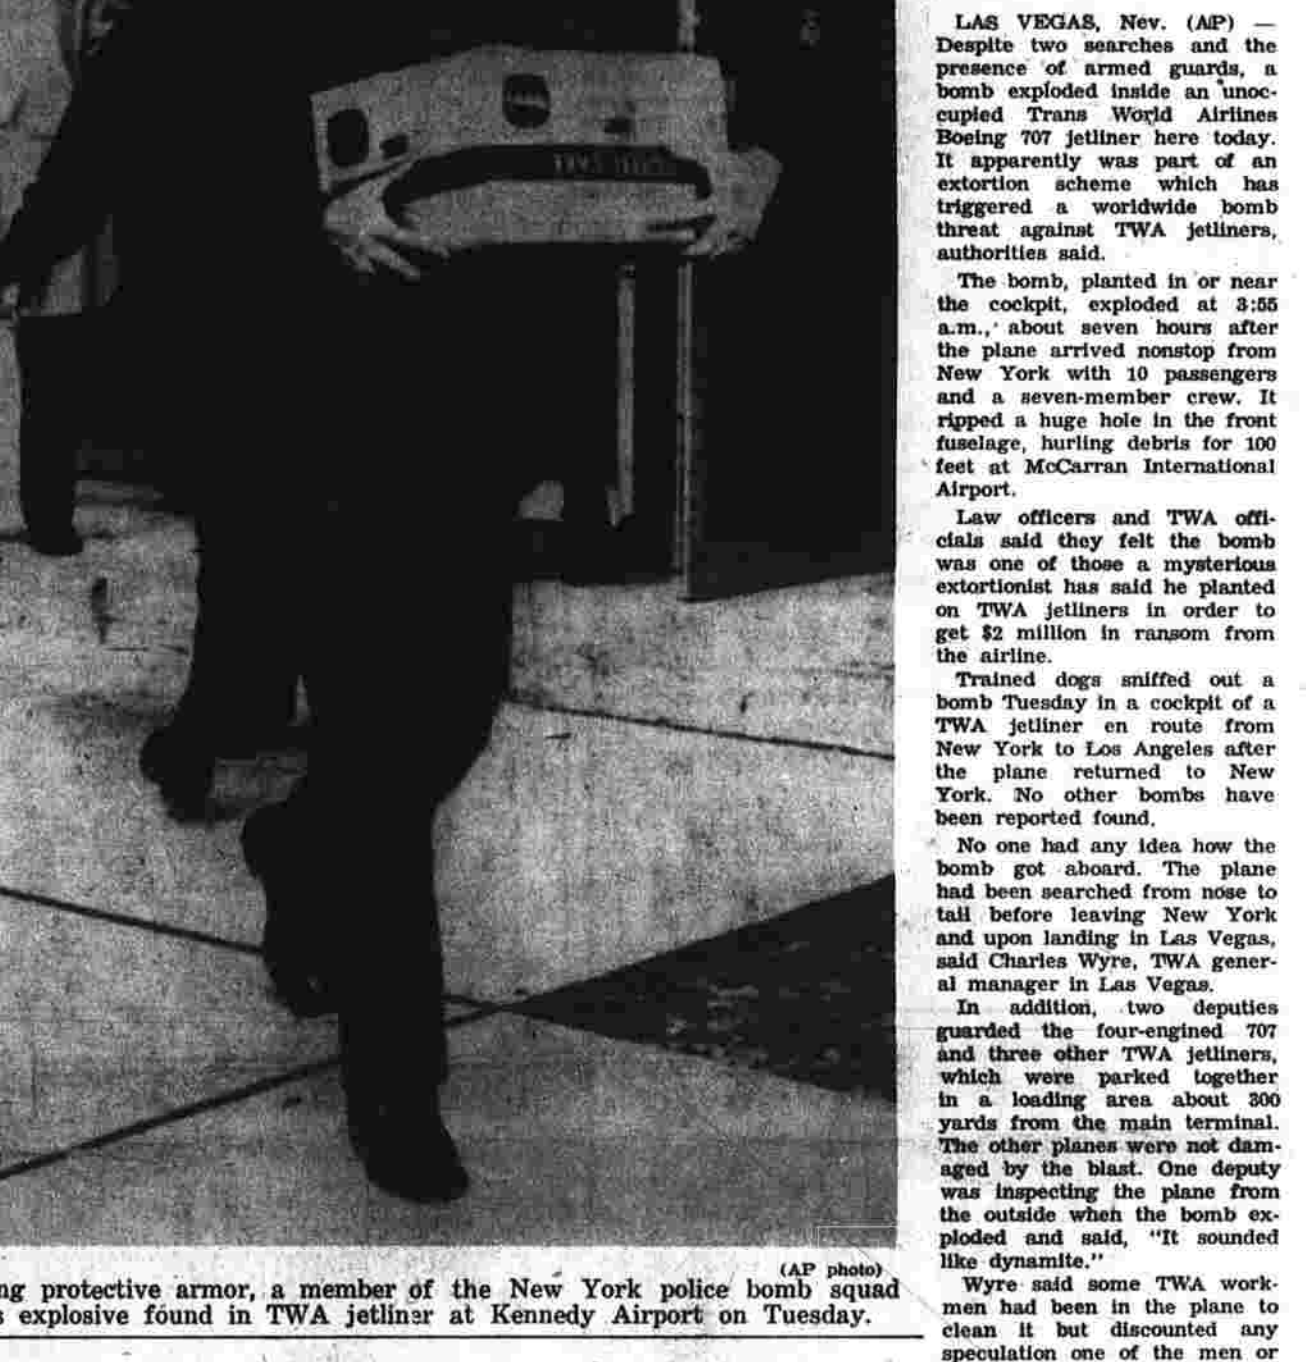 LAS VEGAS, Nev. (AP) —
Despite two searches and the
presence of armed guards, a
bomb exploded inside an unoc-
cupied Trans World Airlines
Boeing 707 jetliner here today.
It apparently was part of an
extortion scheme which has
triggered a worldwide bomb
threat against TWA jetliners,
authorities said.
The bomb, planted in or near
the cockpit, exploded at 3:55
a.m., about seven hours after
the plane arrived nonstop from
New York with 10 passengers
and a seven-member crew. It
ripped a huge hole in the front
fuselage, hurling debris for 100
feet at McCarran International
Airport.
Law officers and TWA offi-
cials said they felt the bomb
was one of those a mysterious
extortionist has said he planted
on TWA jetliners in order to
get $2 million in ransom from
the airline.
Trained dogs sniffed out a
bomb Tuesday in a cockpit of a
TWA jetliner en route from
New York to Los Angeles after
the plane returned to New
York. No other bombs have
been reported found.
No one had any idea how the
bomb got aboard. The plane
had been searched from nose to
tail before leaving New York
and upon landing in Las Vegas,
said Charles Wyre, TWA gener-
al manager in Las Vegas.
In addition, two deputies
guarded the four-engined 707
and three other TWA jetliners,
which were parked together
in a loading area about 300
yards from the main terminal.
The other planes were not dam-
aged by the blast. One deputy
was inspecting the plane from
the outside when the bomb ex-
ploded and said, "It sounded
like dynamite."
Wyre said some TWA work-
men had been in the plane to
clean it but discounted any
speculation one of the men or
(AP photo)
ng protective armor, a member of the New York police bomb squad
s explosive found in TWA jetliner at Kennedy Airport on Tuesday.